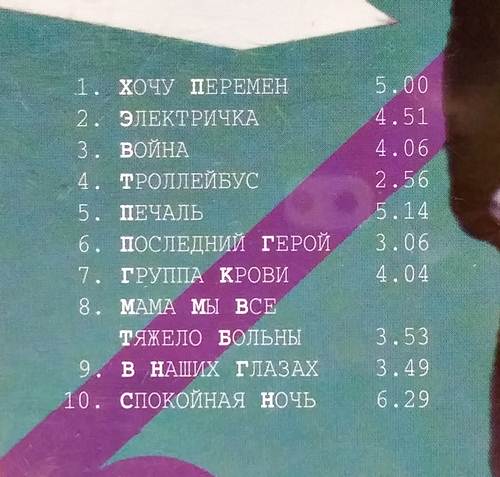 1. ХОЧУ ПЕРЕМЕН 5.00
2. ЭЛЕКТРИЧКА 4.51
3. ВОЙНА 4.06
4. ТРОЛЛЕЙБУС 2.56
5. ПЕЧАЛЬ 5.14
6. ПОСЛЕДНИЙ ГЕРОЙ 3.06
7. ГРУППА КРОВИ 4.04
8. МАМА МЫ ВСЕ
ТЯЖЕЛО БОЛЬНЫ 3.53
9. В НАШИХ ГЛАЗАХ 3.49
10. СПОКОЙНАЯ НОЧЬ 6.29